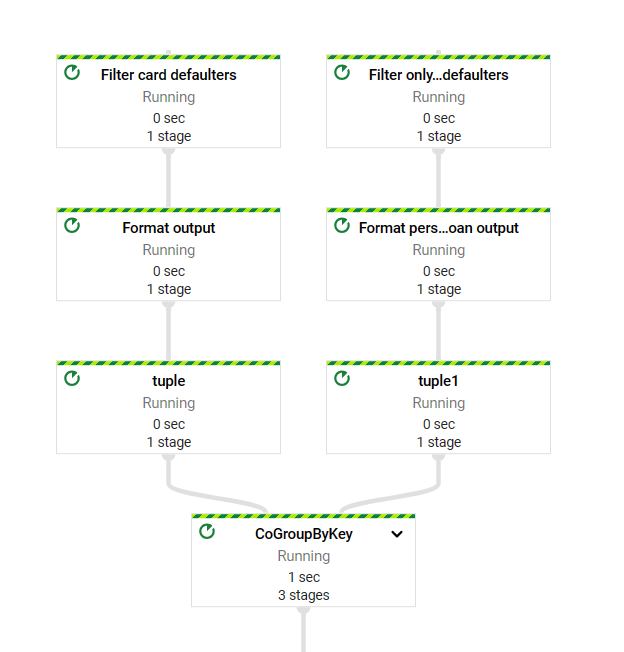 Filter card defaulters
Running
0 sec
1 stage
Filter only...defaulters
Running
0 sec
1 stage
Format output
Running
0 sec
1 stage
Format pers...oan output
Running
0 sec
1 stage
tuple
Running
0 sec
1 stage
tuple1
Running
0 sec
1 stage
CoGroupByKey
Running
1 sec
3 stages